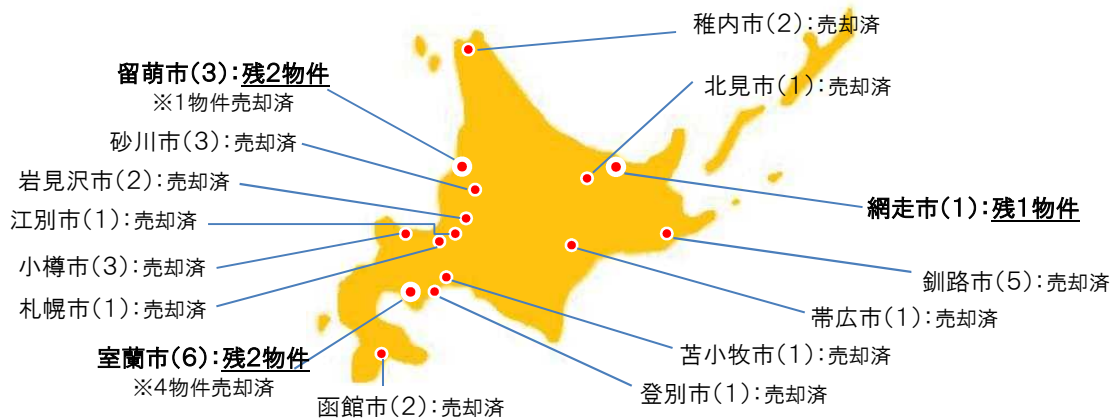 稚内市(2):売却済
留萌市(3):残2物件
※1物件売却済
北見市(1):売却済
砂川市(3):売却済
岩見沢市(2):売却済
江別市(1):売却済
網走市(1):残1物件
小樽市(3):売却済
釧路市(5):売却済
札幌市(1):売却済
帯広市(1):売却済
室蘭市(6):残2物件
※4物件売却済
苫小牧市(1):売却済
登別市(1):売却済
函館市(2):売却済